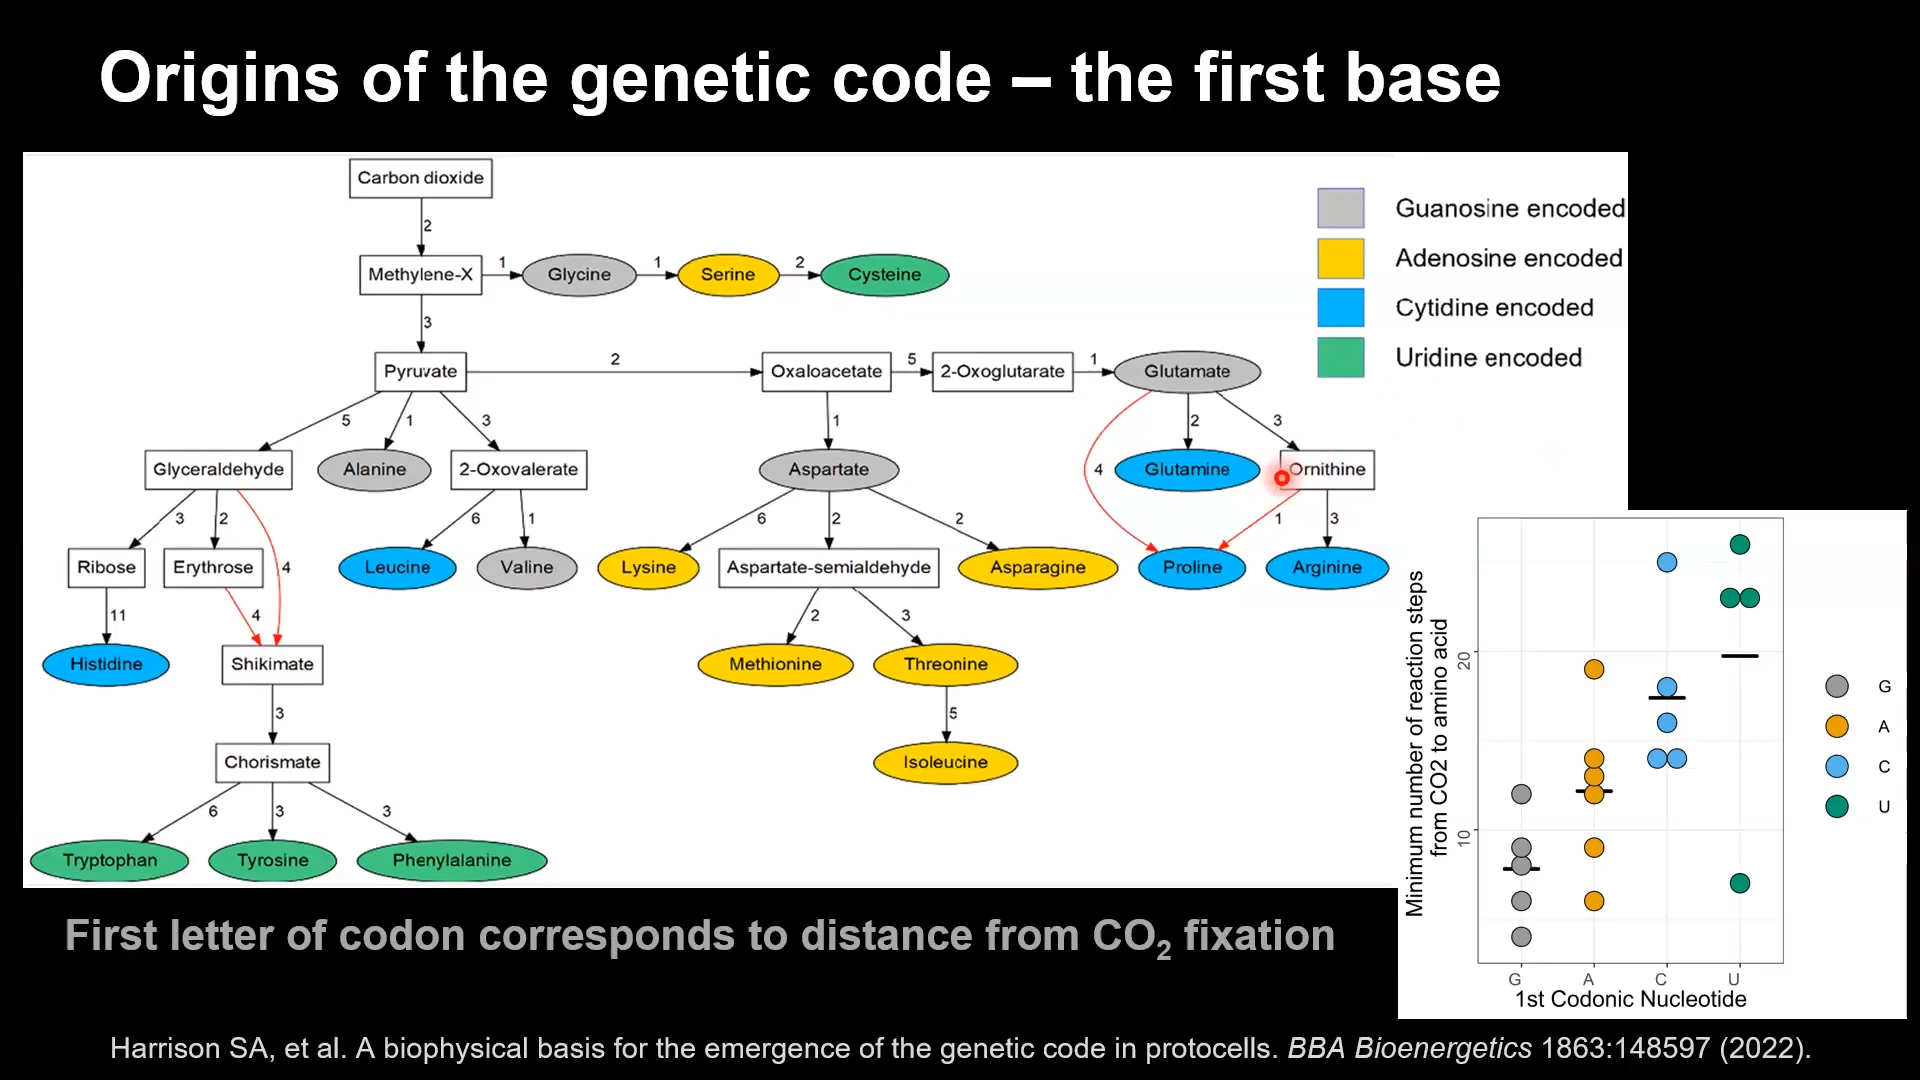 Origins of the genetic code – the first base
Carbon dioxide
2
Methylene-X
1
Glycine
1
Serine
2
Cysteine
3
Pyruvate
2
Oxaloacetate
5
2-Oxoglutarate
1
Glutamate
5
1
3
1
4
2
3
Glyceraldehyde
Alanine
2-Oxovalerate
Aspartate
Glutamine
Ornithine
3
2
4
6
1
6
2
2
1
3
Ribose
Erythrose
Leucine
Valine
Lysine
Aspartate-semialdehyde
Asparagine
Proline
Arginine
11
4
2
3
Histidine
Shikimate
Methionine
Threonine
3
5
Chorismate
Isoleucine
6
3
3
Tryptophan
Tyrosine
Phenylalanine
Guanosine encoded
Adenosine encoded
Cytidine encoded
Uridine encoded
Minimum number of reaction steps
from CO2 to amino acid
20
10
G
A
C
U
1st Codonic Nucleotide
G
A
C
U
First letter of codon corresponds to distance from CO2 fixation
Harrison SA, et al. A biophysical basis for the emergence of the genetic code in protocells. BBA Bioenergetics 1863:148597 (2022).